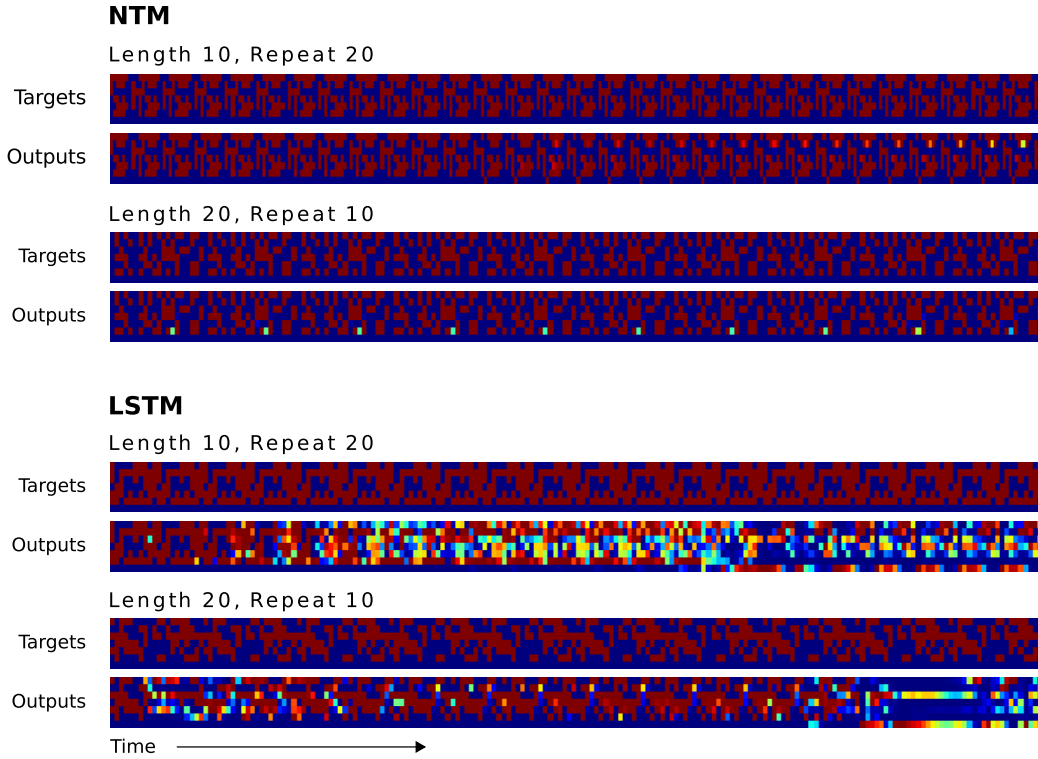 NTM
Length 10, Repeat 20
Targets
Outputs
Length 20, Repeat 10
Targets
Outputs
LSTM
Length 10, Repeat 20
Targets
Outputs
Length 20, Repeat 10
Targets
Outputs
Time